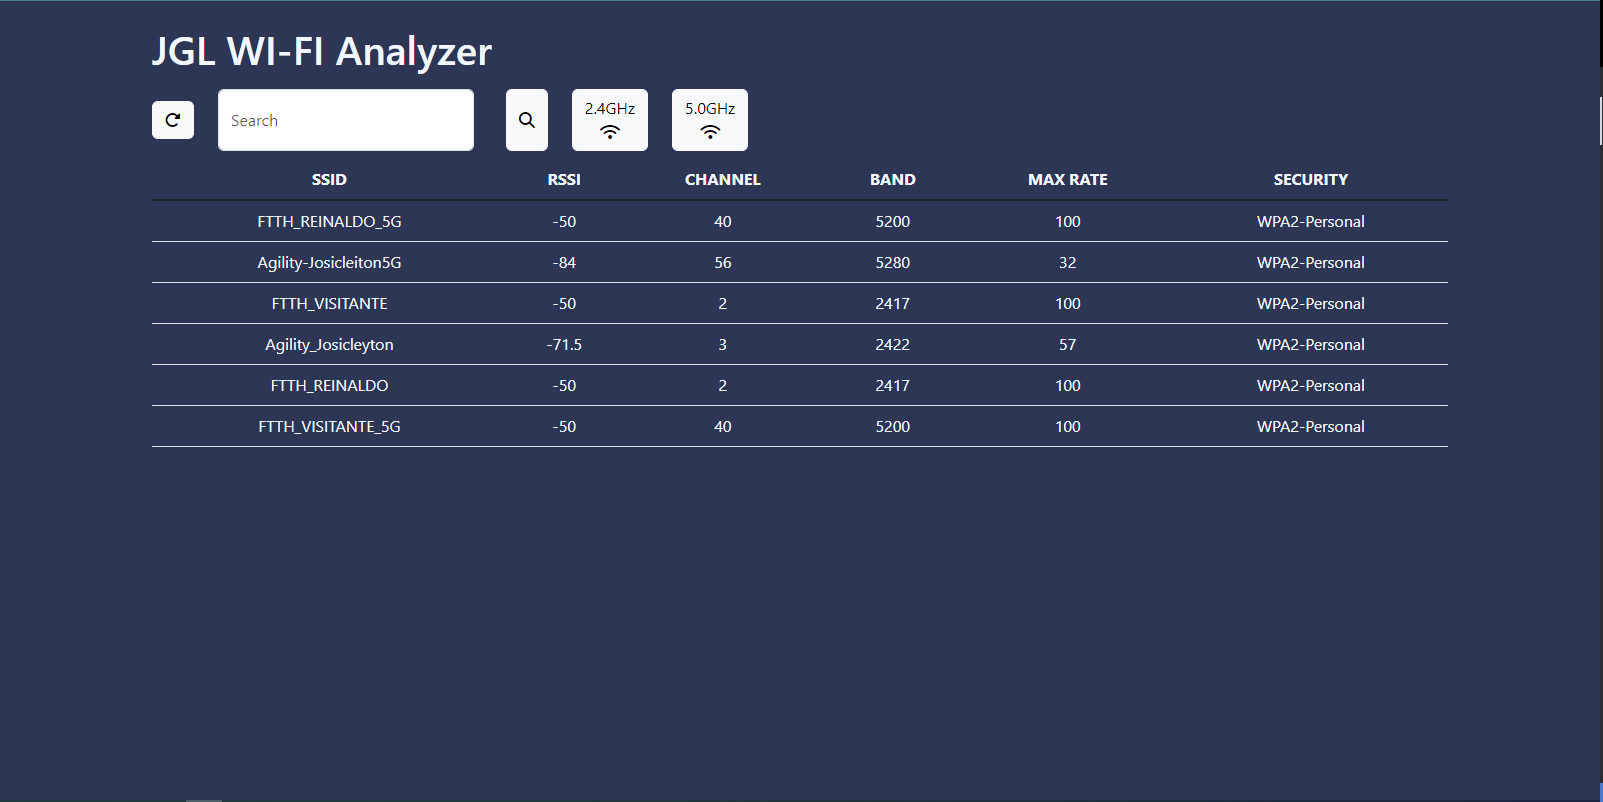 JGL WI-FI Analyzer
Search
2.4GHz
5.0GHz
SSID RSSI CHANNEL BAND MAX RATE SECURITY
FTTH_REINALDO_5G -50 40 5200 100 WPA2-Personal
Agility-Josicleiton5G -84 56 5280 32 WPA2-Personal
FTTH_VISITANTE -50 2 2417 100 WPA2-Personal
Agility_Josicleyton -71.5 3 2422 57 WPA2-Personal
FTTH_REINALDO -50 2 2417 100 WPA2-Personal
FTTH_VISITANTE_5G -50 40 5200 100 WPA2-Personal